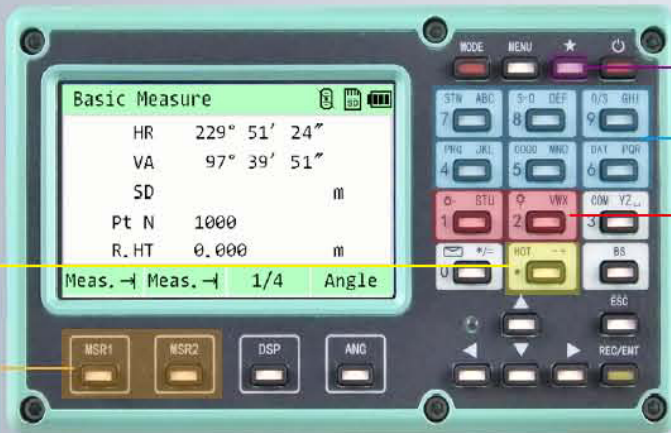 MODE MENU ★
Basic Measure SD
HR 229° 51′ 24″
VA 97° 39′ 51″
SD m
Pt N 1000
R.HT 0.000 m
Meas. Meas. 1/4 Angle
STN ABC S-O DEF O/S GHI
7 8 9
PRG JKL MNO DAT PQR
4 5 6
STU VWX COM YZ
1 2 3
*/= HOT -+ BS
0 *
ESC
MSR1 MSR2 DSP ANG REC/ENT